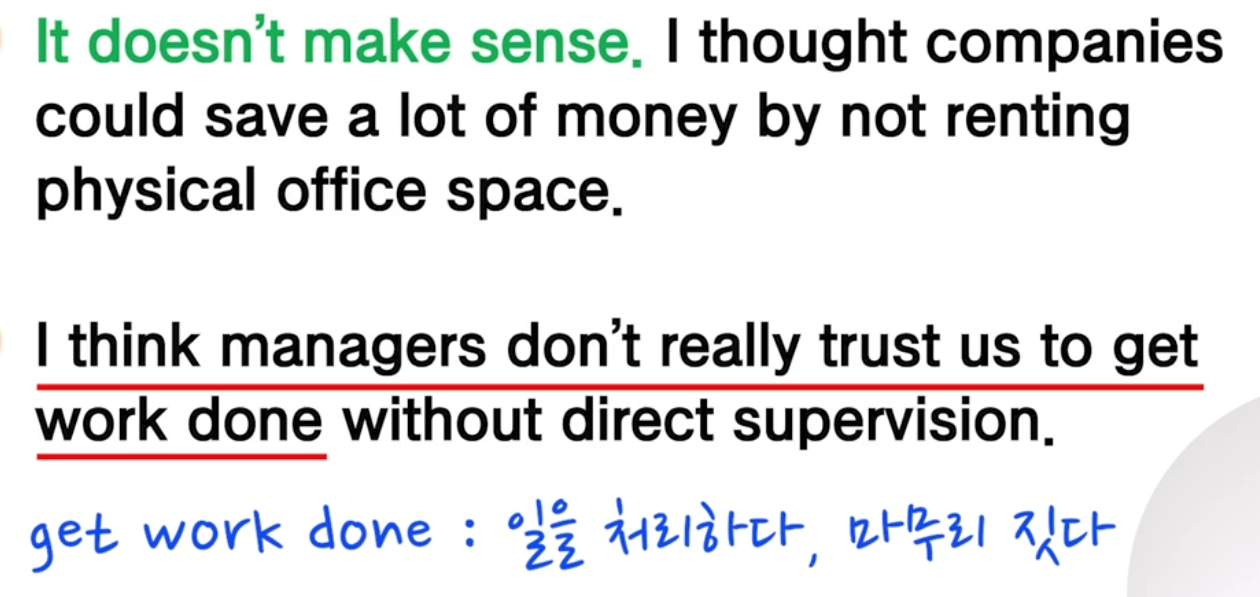 It doesn't make sense. I thought companies
could save a lot of money by not renting
physical office space.
I think managers don't really trust us to get
work done without direct supervision.
get work done : 일을 처리하다, 마무리 짓다